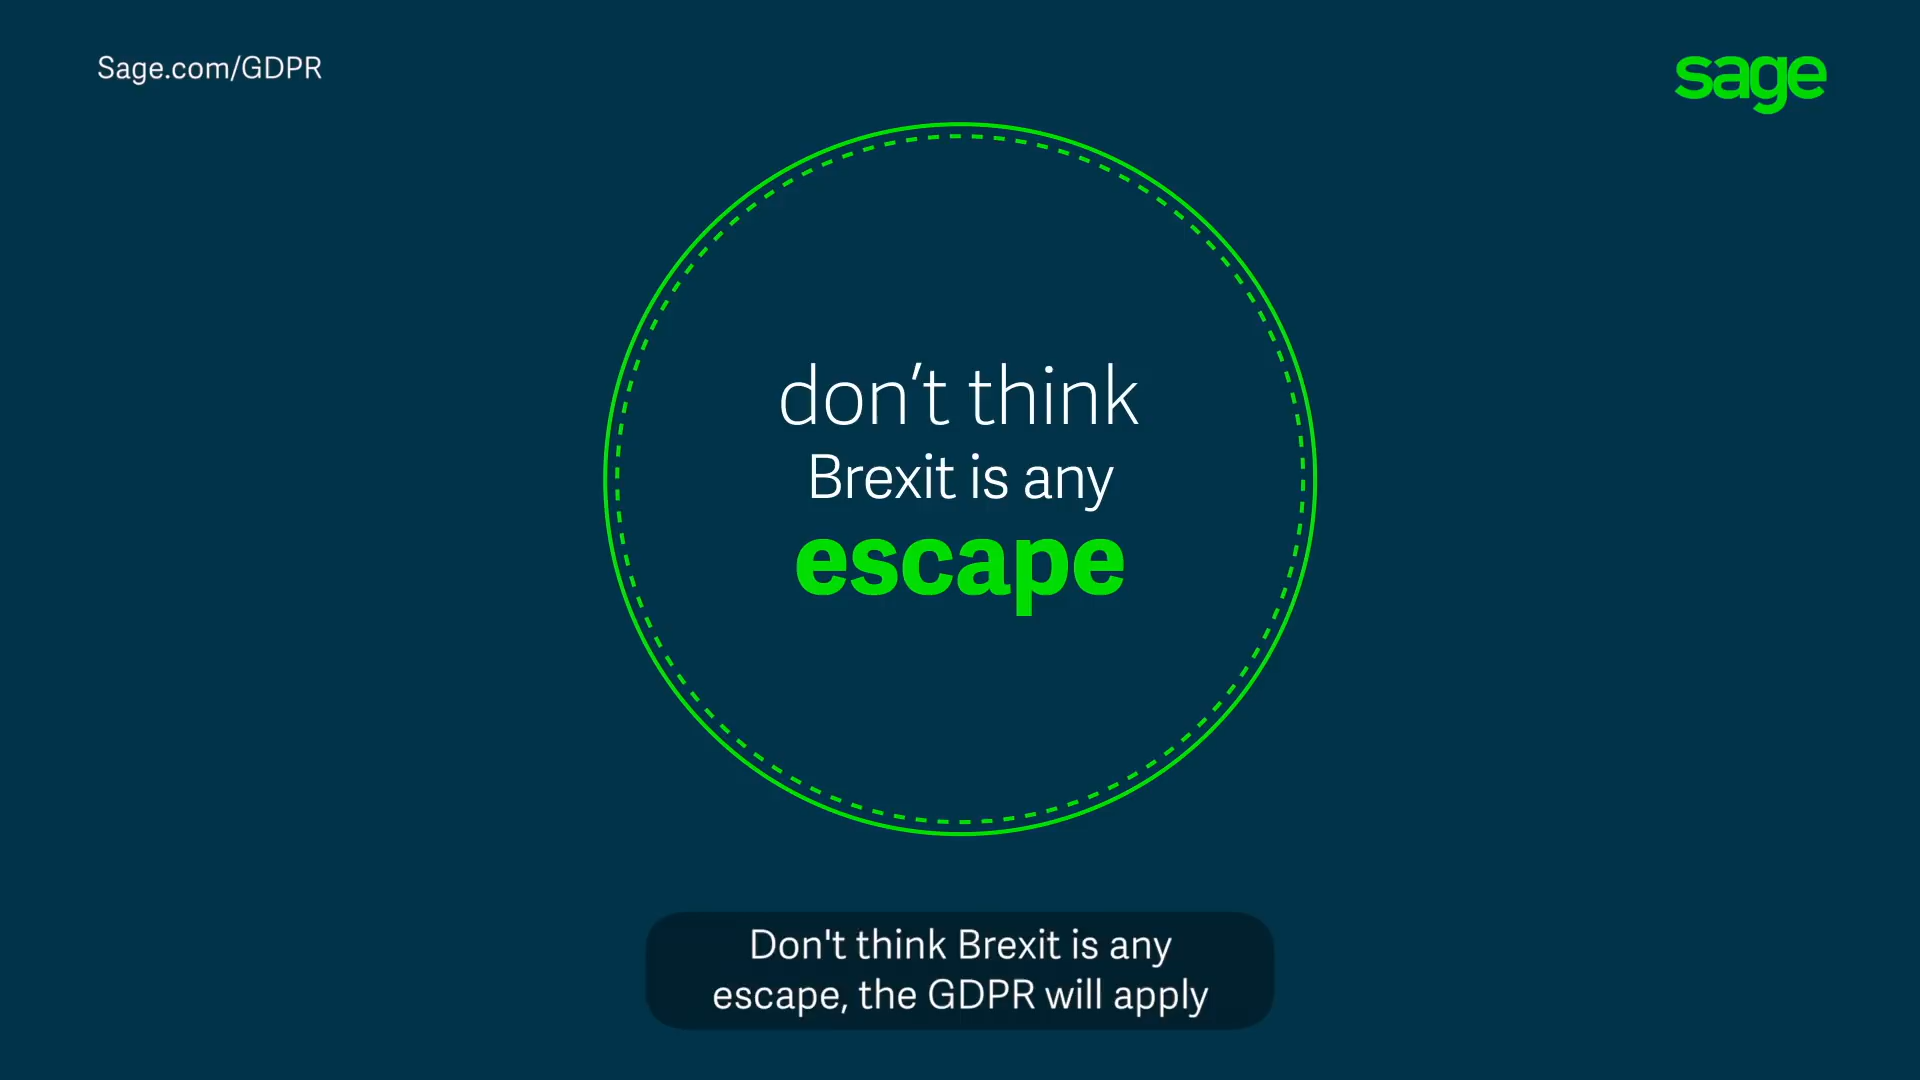 Sage.com/GDPR
sage
don’t think
Brexit is any
escape
Don't think Brexit is any
escape, the GDPR will apply